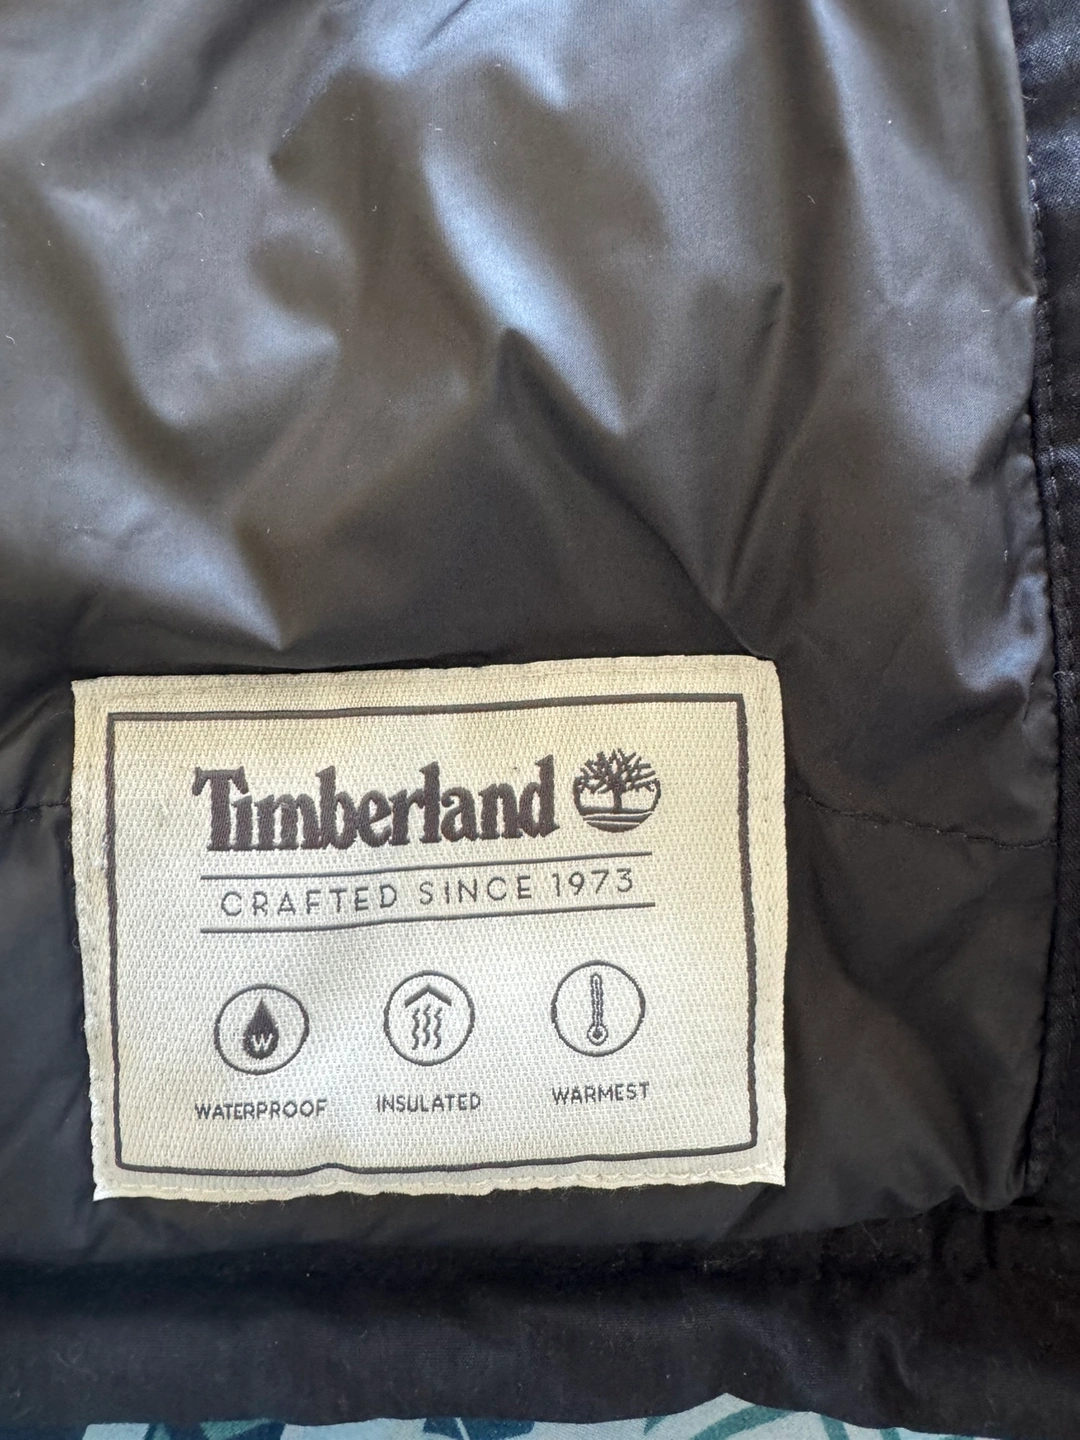 Timberland
CRAFTED SINCE 1973
W
WATERPROOF INSULATED WARMEST